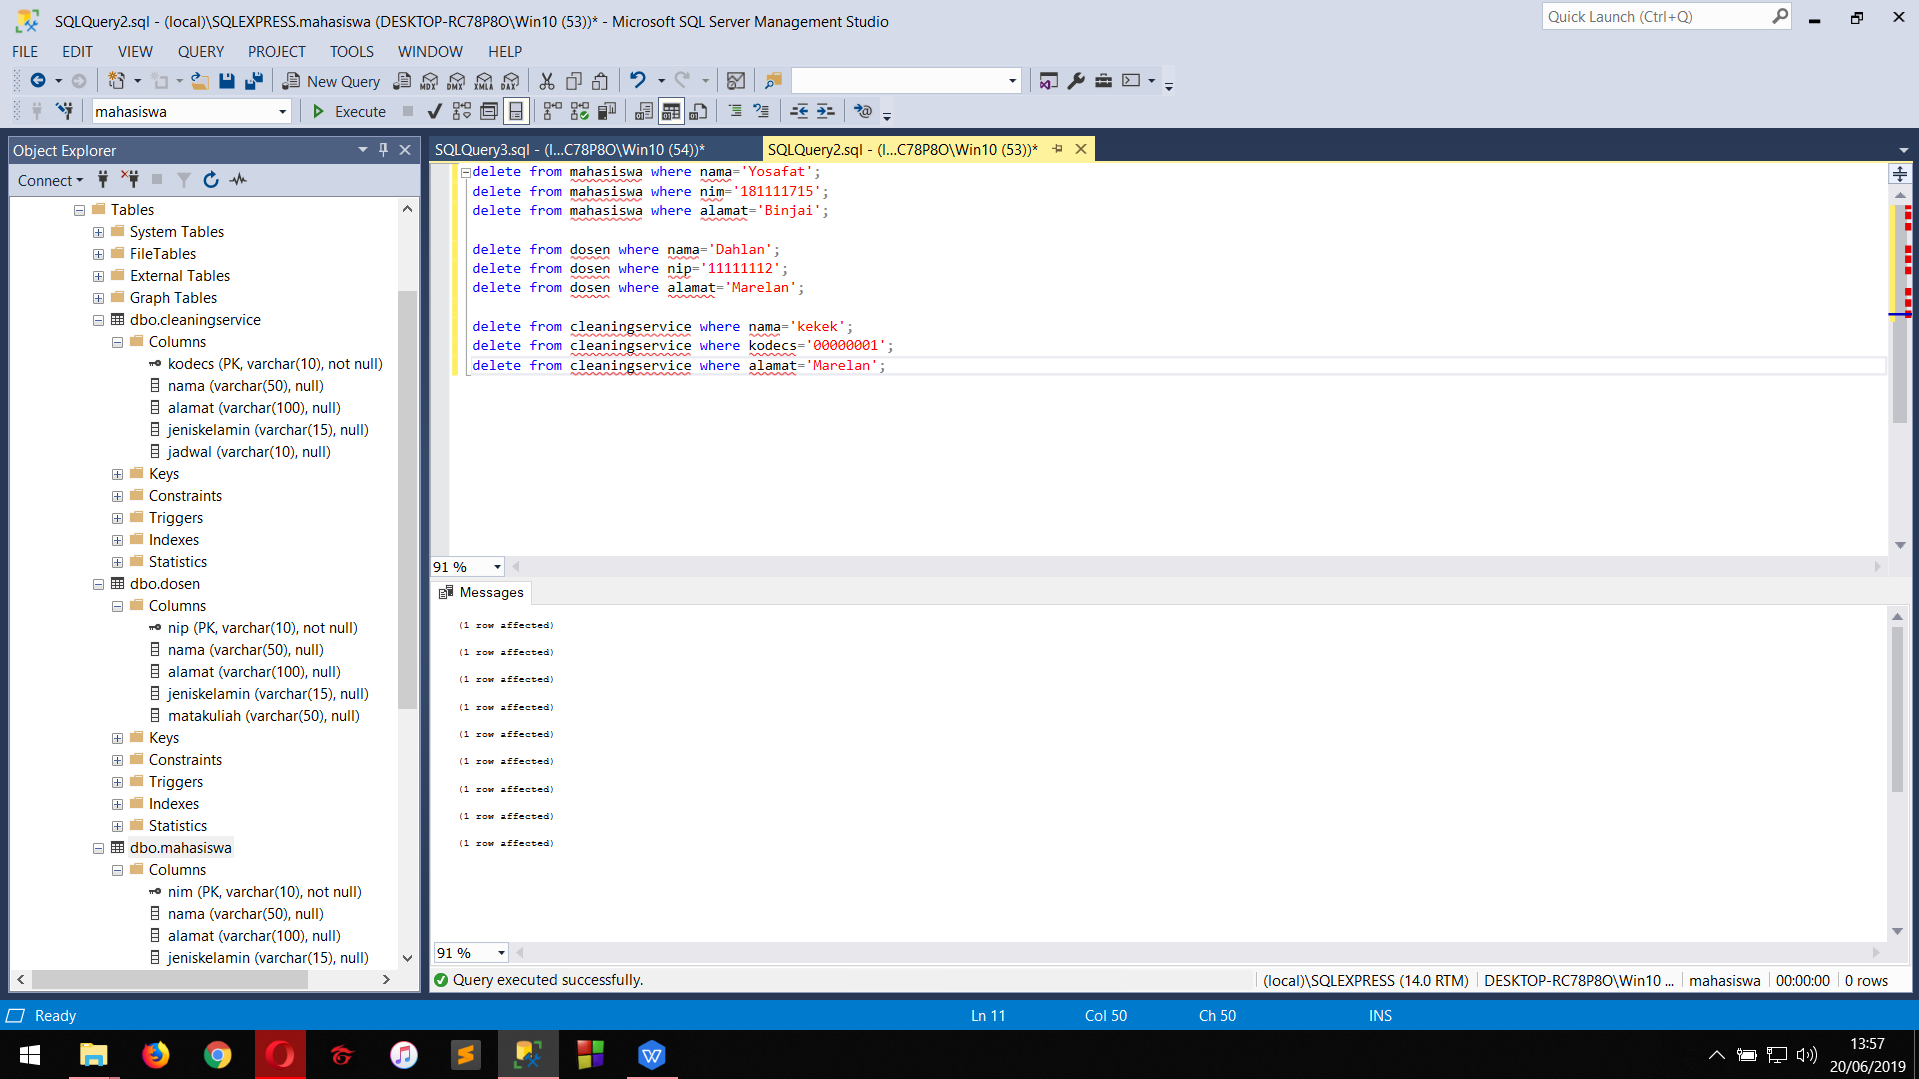 SQLQuery2.sql - (local)\SQLEXPRESS.mahasiswa (DESKTOP-RC78P8O\Win10 (53))* - Microsoft SQL Server Management Studio
Quick Launch (Ctrl+Q)
FILE EDIT VIEW QUERY PROJECT TOOLS WINDOW HELP
New Query MDX DMX XMLA DAX
mahasiswa Execute
Object Explorer
Connect
Tables
System Tables
FileTables
External Tables
Graph Tables
dbo.cleaningservice
Columns
kodecs (PK, varchar(10), not null)
nama (varchar(50), null)
alamat (varchar(100), null)
jeniskelamin (varchar(15), null)
jadwal (varchar(10), null)
Keys
Constraints
Triggers
Indexes
Statistics
dbo.dosen
Columns
nip (PK, varchar(10), not null)
nama (varchar(50), null)
alamat (varchar(100), null)
jeniskelamin (varchar(15), null)
matakuliah (varchar(50), null)
Keys
Constraints
Triggers
Indexes
Statistics
dbo.mahasiswa
Columns
nim (PK, varchar(10), not null)
nama (varchar(50), null)
alamat (varchar(100), null)
jeniskelamin (varchar(15), null)
SQLQuery3.sql - (l...C78P8O\Win10 (54))*
SQLQuery2.sql - (l...C78P8O\Win10 (53))*
delete from mahasiswa where nama='Yosafat';
delete from mahasiswa where nim='181111715';
delete from mahasiswa where alamat='Binjai';
delete from dosen where nama='Dahlan';
delete from dosen where nip='11111112';
delete from dosen where alamat='Marelan';
delete from cleaningservice where nama='kekek';
delete from cleaningservice where kodecs='00000001';
delete from cleaningservice where alamat='Marelan';
91 %
Messages
(1 row affected)
(1 row affected)
(1 row affected)
(1 row affected)
(1 row affected)
(1 row affected)
(1 row affected)
(1 row affected)
(1 row affected)
91 %
Query executed successfully.
(local)\SQLEXPRESS (14.0 RTM) DESKTOP-RC78P8O\Win10 ... mahasiswa 00:00:00 0 rows
Ready Ln 11 Col 50 Ch 50 INS
13:57
20/06/2019